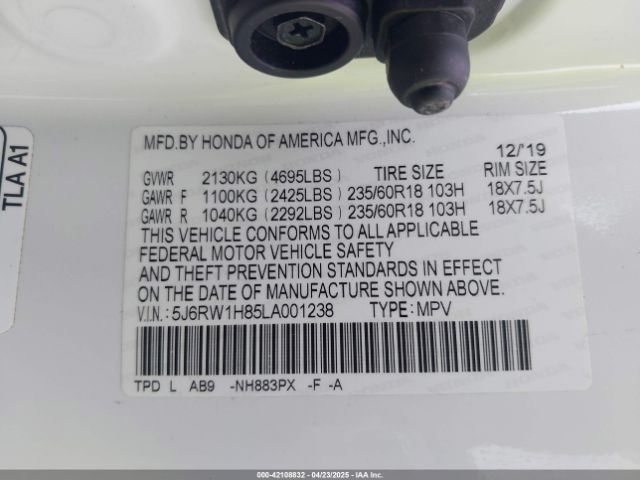 TLA A1
MFD.BY HONDA OF AMERICA MFG.,INC.
12/'19
GVWR 2130KG (4695LBS) TIRE SIZE RIM SIZE
GAWR F 1100KG (2425LBS) 235/60R18 103H 18X7.5J
GAWR R 1040KG (2292LBS) 235/60R18 103H 18X7.5J
THIS VEHICLE CONFORMS TO ALL APPLICABLE
FEDERAL MOTOR VEHICLE SAFETY
AND THEFT PREVENTION STANDARDS IN EFFECT
ON THE DATE OF MANUFACTURE SHOWN ABOVE.
V.I.N.: 5J6RW1H85LA001238 TYPE: MPV
TPD L AB9 -NH883PX -F -A
000-42108832 - 04/23/2025 - IAAI.COM